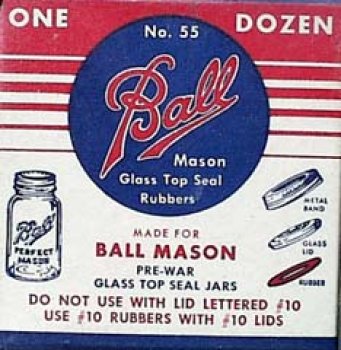 ONE DOZEN
No. 55
Ball
Mason
Glass Top Seal
Rubbers
Ball
PERFECT
MASON
METAL
BAND
GLASS
LID
RUBBER
MADE FOR
BALL MASON
PRE-WAR
GLASS TOP SEAL JARS
DO NOT USE WITH LID LETTERED #10
USE #10 RUBBERS WITH #10 LIDS